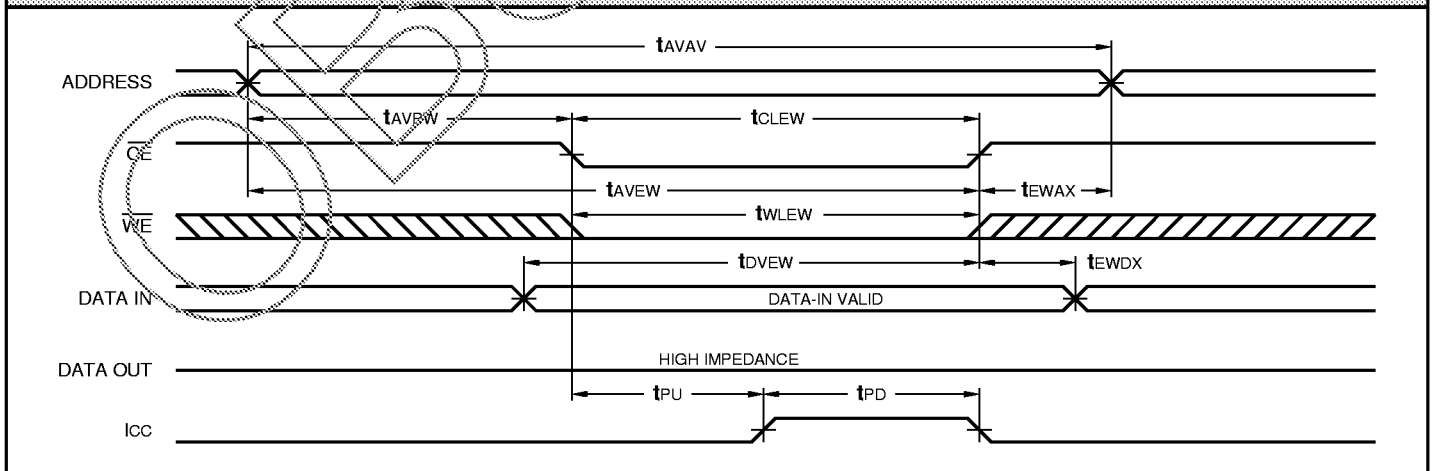 tAVAV
ADDRESS
tAVPW
tCLEW
CE
tAVEW
tEWAX
tWLEW
WE
tDVEW
tEWDX
DATA IN
DATA-IN VALID
DATA OUT
HIGH IMPEDANCE
tPU
tPD
ICC